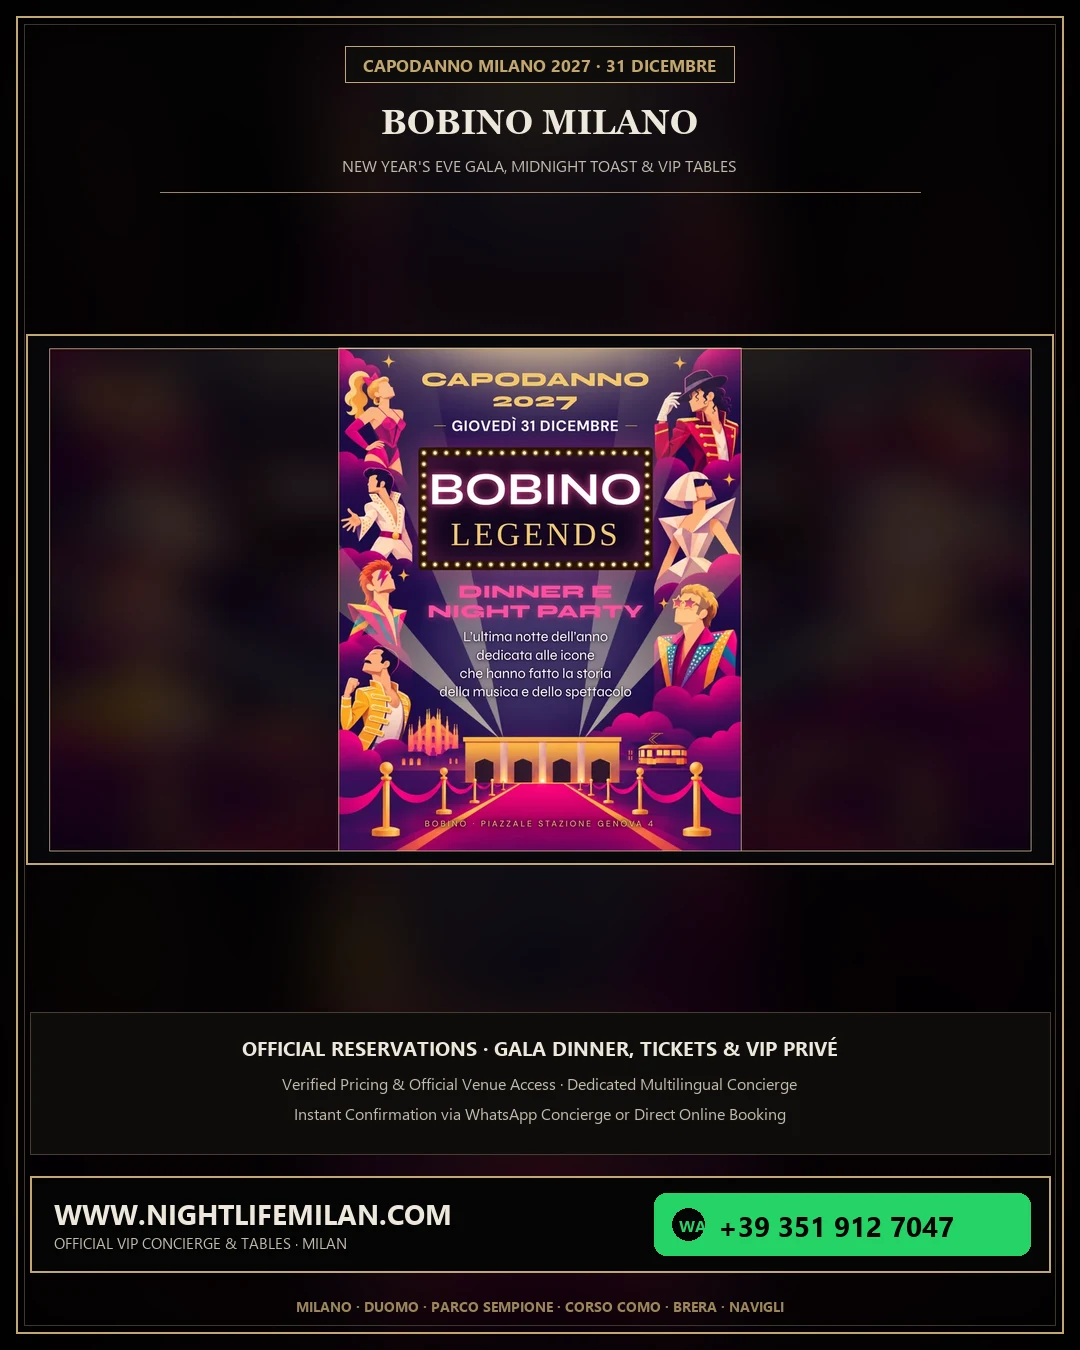 CAPODANNO MILANO 2027 · 31 DICEMBRE
BOBINO MILANO
NEW YEAR'S EVE GALA, MIDNIGHT TOAST & VIP TABLES
CAPODANNO
2027
GIOVEDÌ 31 DICEMBRE
BOBINO
LEGENDS
DINNER E
NIGHT PARTY
L'ultima notte dell'anno
dedicata alle icone
che hanno fatto la storia
della musica e dello spettacolo
BOBINO · PIAZZALE STAZIONE GENOVA 4
OFFICIAL RESERVATIONS · GALA DINNER, TICKETS & VIP PRIVÉ
Verified Pricing & Official Venue Access · Dedicated Multilingual Concierge
Instant Confirmation via WhatsApp Concierge or Direct Online Booking
WWW.NIGHTLIFEMILAN.COM
OFFICIAL VIP CONCIERGE & TABLES · MILAN
WA +39 351 912 7047
MILANO · DUOMO · PARCO SEMPIONE · CORSO COMO · BRERA · NAVIGLI